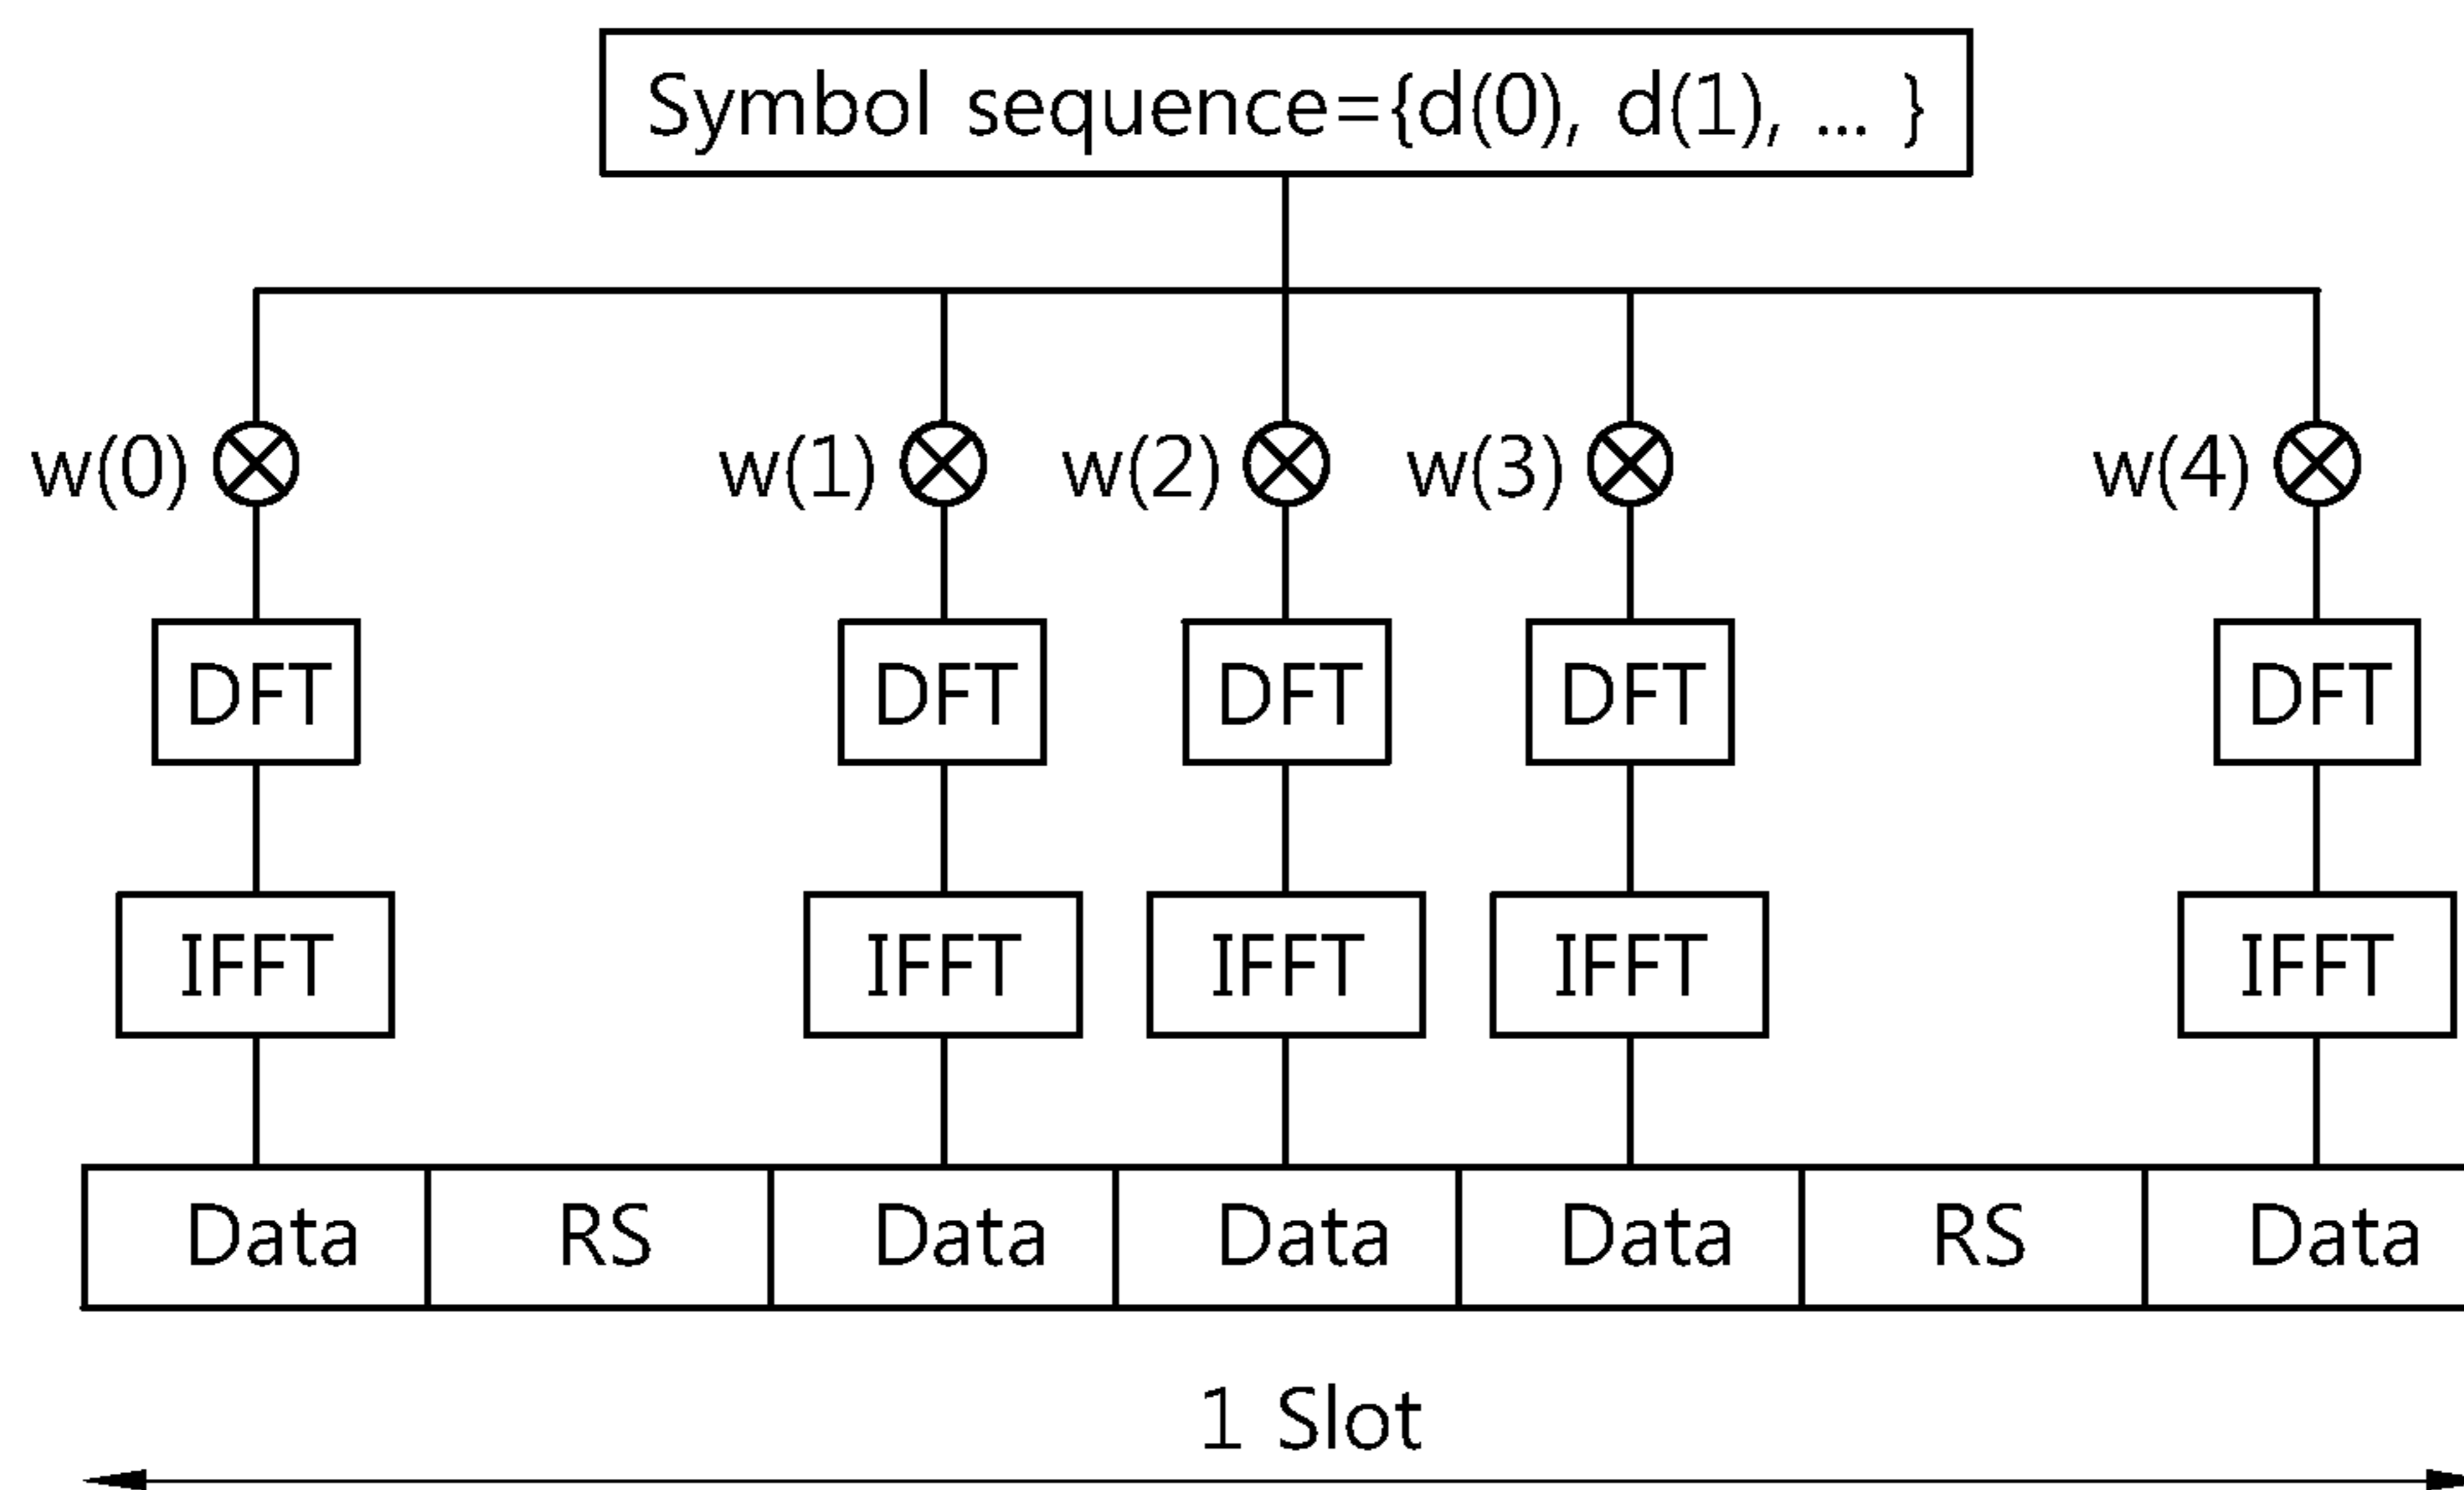 Symbol sequence={d(0), d(1), ... }
w(0) w(1) w(2) w(3) w(4)
DFT DFT DFT DFT DFT
IFFT IFFT IFFT IFFT IFFT
Data RS Data Data Data RS Data
1 Slot